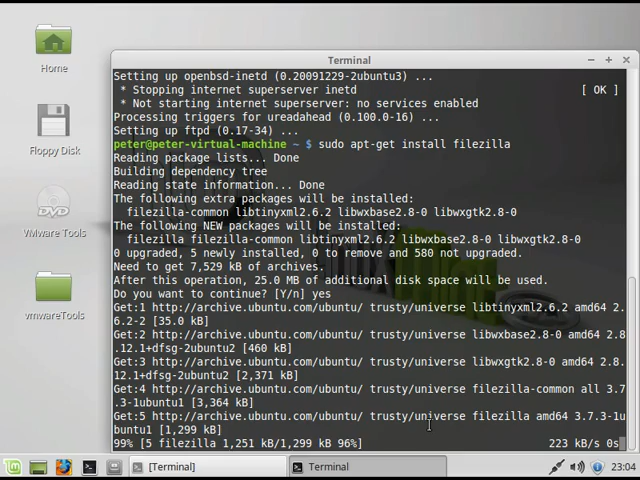 Terminal
Home
Floppy Disk
VMware Tools
vmwareTools
Setting up openbsd-inetd (0.20091229-2ubuntu3) ...
* Stopping internet superserver inetd [ OK ]
* Not starting internet superserver: no services enabled
Processing triggers for ureadahead (0.100.0-16) ...
Setting up ftpd (0.17-34) ...
peter@peter-virtual-machine ~ $ sudo apt-get install filezilla
Reading package lists... Done
Building dependency tree
Reading state information... Done
The following extra packages will be installed:
filezilla-common libtinyxml2.6.2 libwxbase2.8-0 libwxgtk2.8-0
The following NEW packages will be installed:
filezilla filezilla-common libtinyxml2.6.2 libwxbase2.8-0 libwxgtk2.8-0
0 upgraded, 5 newly installed, 0 to remove and 580 not upgraded.
Need to get 7,529 kB of archives.
After this operation, 25.0 MB of additional disk space will be used.
Do you want to continue? [Y/n] yes
Get:1 http://archive.ubuntu.com/ubuntu/ trusty/universe libtinyxml2.6.2 amd64 2.
6.2-2 [35.0 kB]
Get:2 http://archive.ubuntu.com/ubuntu/ trusty/universe libwxbase2.8-0 amd64 2.8
.12.1+dfsg-2ubuntu2 [460 kB]
Get:3 http://archive.ubuntu.com/ubuntu/ trusty/universe libwxgtk2.8-0 amd64 2.8.
12.1+dfsg-2ubuntu2 [2,371 kB]
Get:4 http://archive.ubuntu.com/ubuntu/ trusty/universe filezilla-common all 3.7
.3-1ubuntu1 [3,364 kB]
Get:5 http://archive.ubuntu.com/ubuntu/ trusty/universe filezilla amd64 3.7.3-1u
buntu1 [1,299 kB]
99% [5 filezilla 1,251 kB/1,299 kB 96%] 223 kB/s 0s
[Terminal]
Terminal
23:04